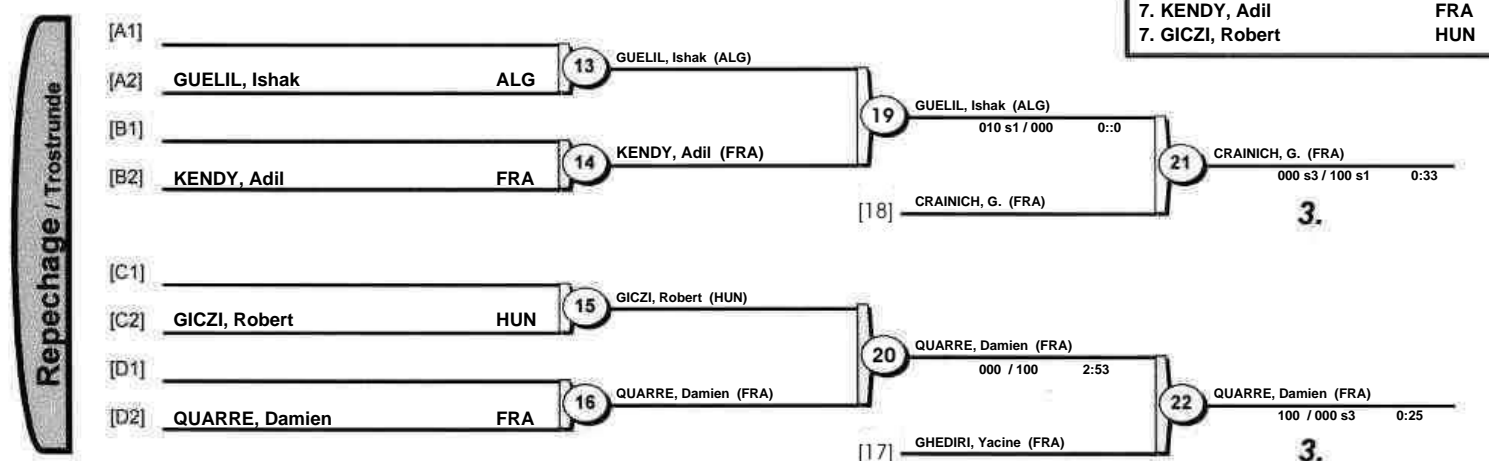 7. KENDY, Adil FRA
7. GICZI, Robert HUN
Repechage / Trostrunde
[A1]
[A2] GUELIL, Ishak ALG
13 GUELIL, Ishak (ALG)
[B1]
[B2] KENDY, Adil FRA
14 KENDY, Adil (FRA)
19 GUELIL, Ishak (ALG)
010 s1 / 000 0::0
[18] CRAINICH, G. (FRA)
21 CRAINICH, G. (FRA)
000 s3 / 100 s1 0:33
3.
[C1]
[C2] GICZI, Robert HUN
15 GICZI, Robert (HUN)
[D1]
[D2] QUARRE, Damien FRA
16 QUARRE, Damien (FRA)
20 QUARRE, Damien (FRA)
000 / 100 2:53
[17] GHEDIRI, Yacine (FRA)
22 QUARRE, Damien (FRA)
100 / 000 s3 0:25
3.